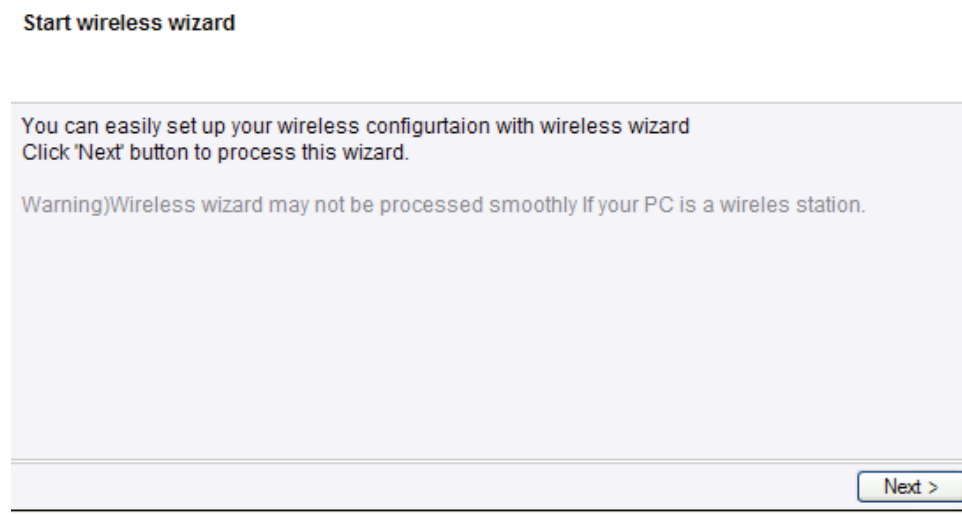 Start wireless wizard
You can easily set up your wireless configurtaion with wireless wizard
Click 'Next' button to process this wizard.
Warning)Wireless wizard may not be processed smoothly If your PC is a wireles station.
Next >